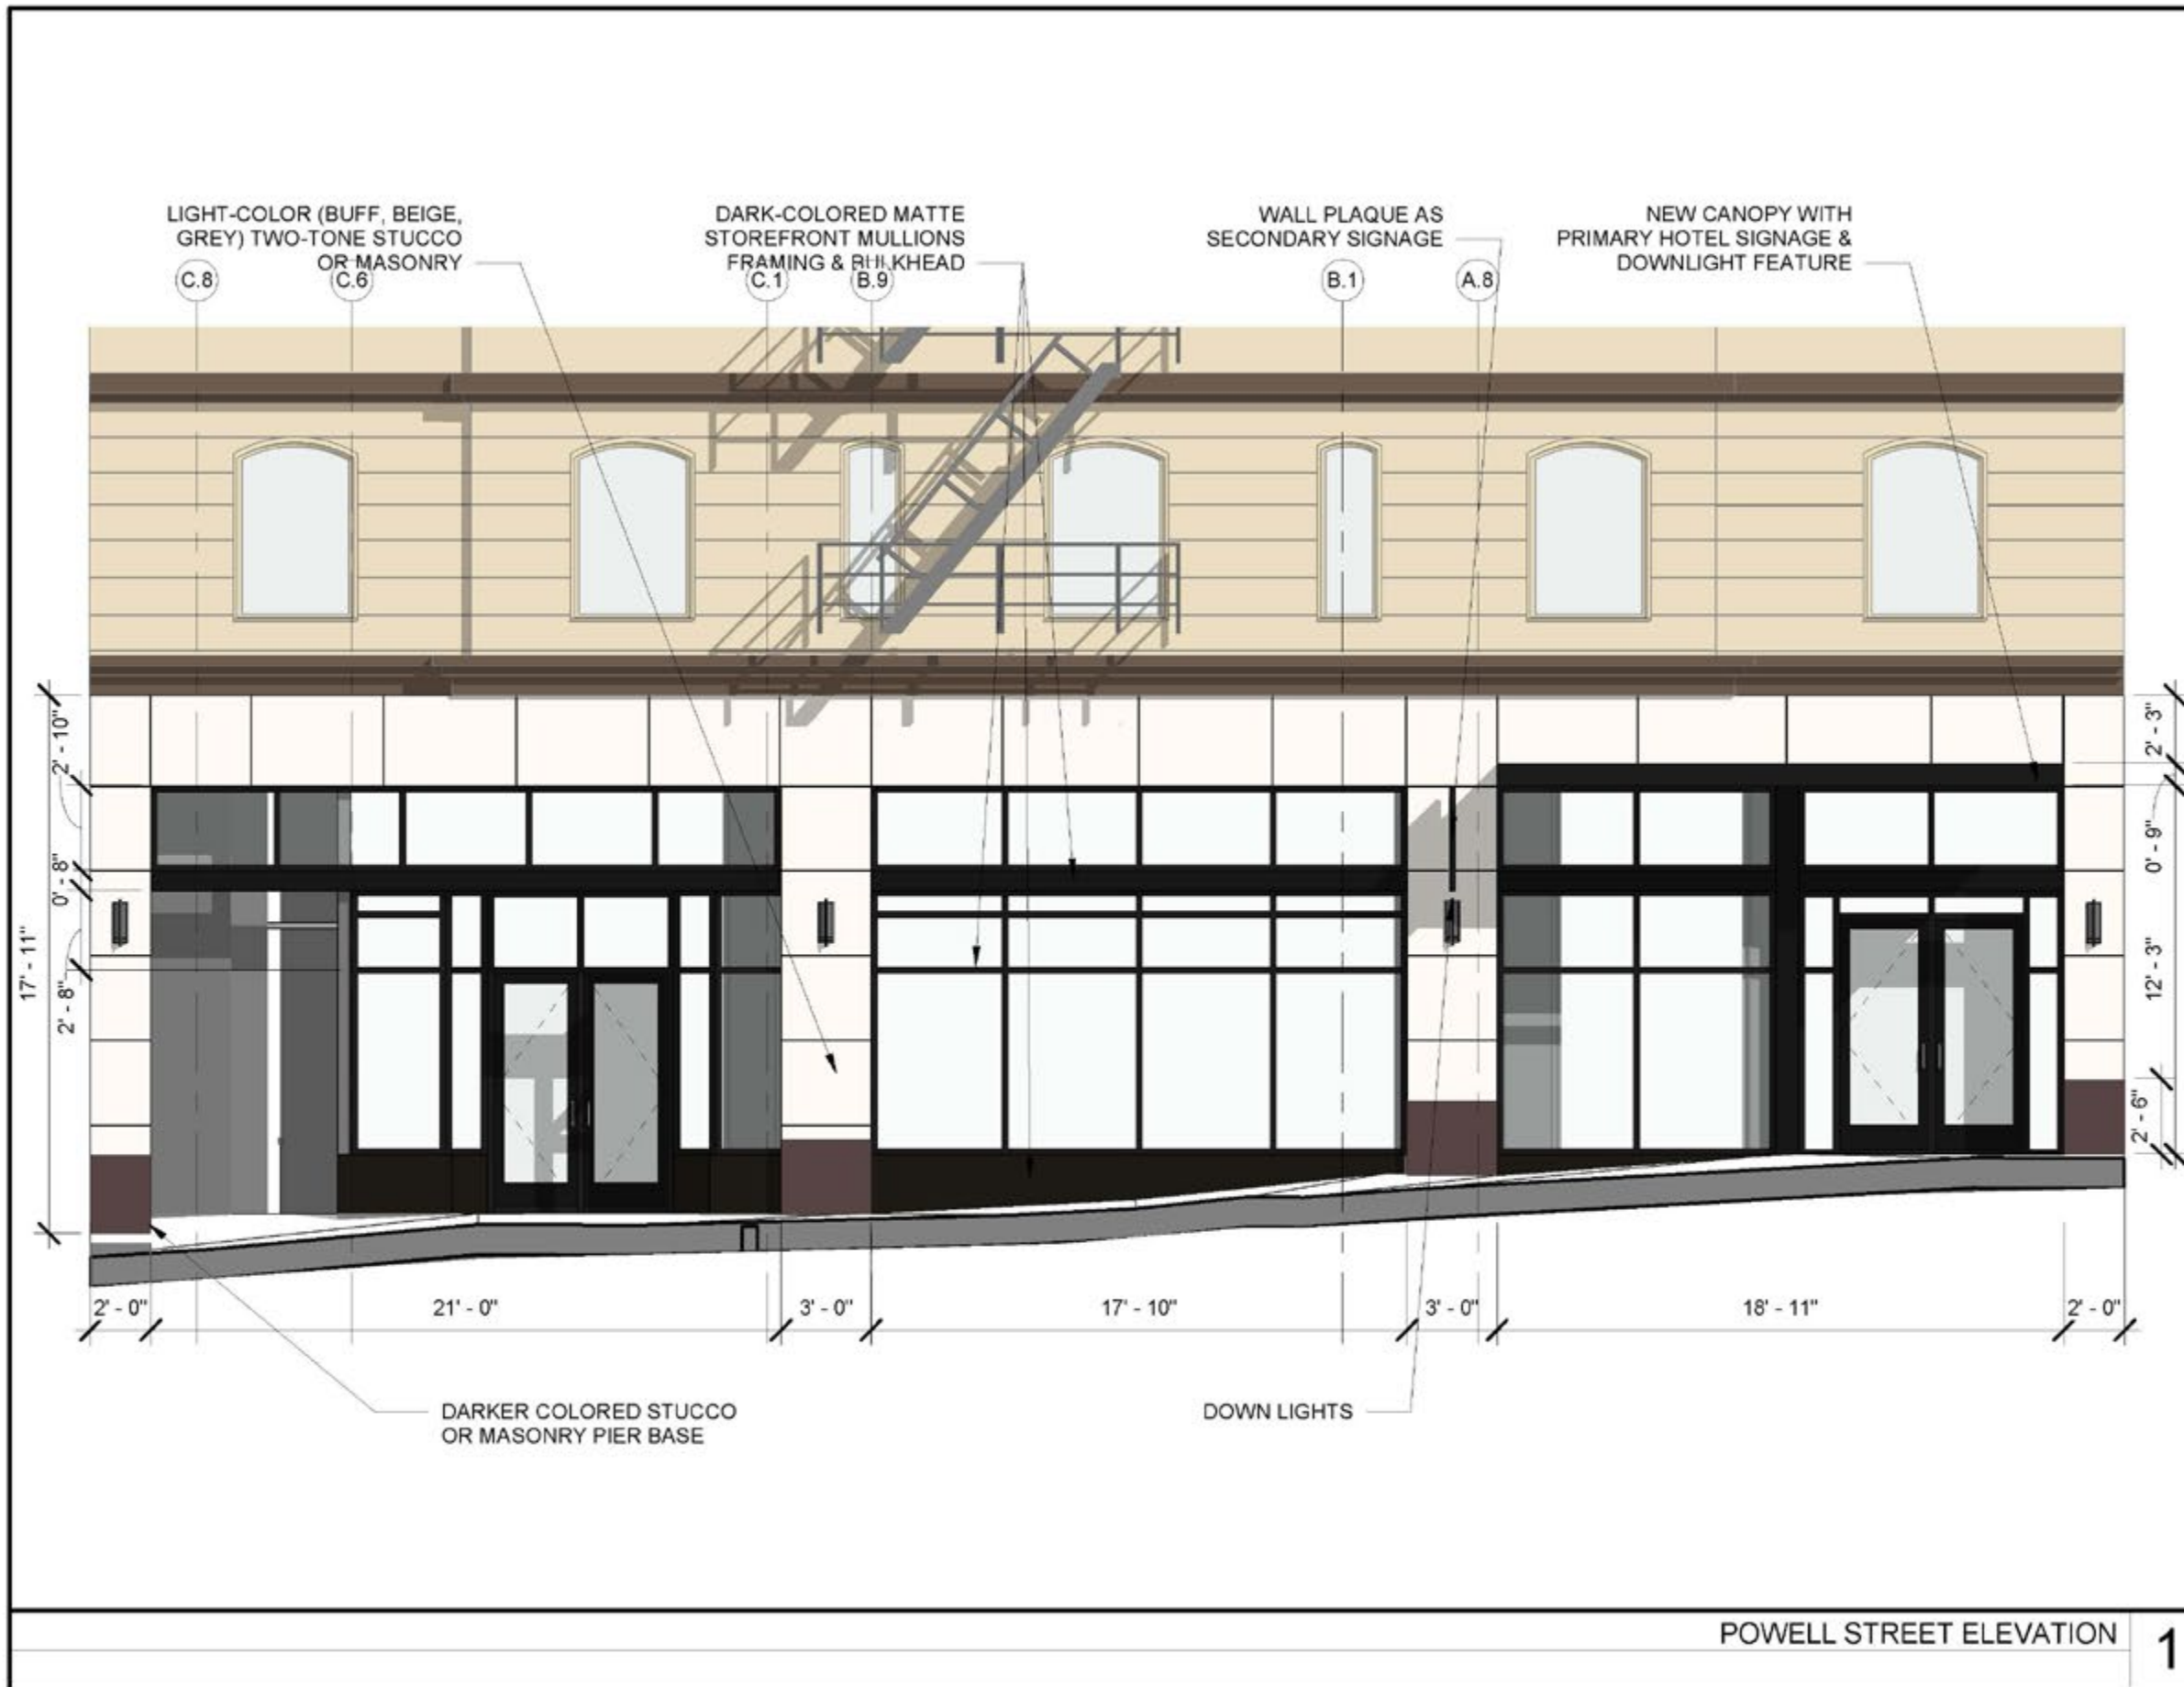 LIGHT-COLOR (BUFF, BEIGE,
GREY) TWO-TONE STUCCO
OR MASONRY
DARK-COLORED MATTE
STOREFRONT MULLIONS
FRAMING & BULKHEAD
WALL PLAQUE AS
SECONDARY SIGNAGE
NEW CANOPY WITH
PRIMARY HOTEL SIGNAGE &
DOWNLIGHT FEATURE
C.8
C.6
C.1
B.9
B.1
A.8
17' - 11"
2' - 10"
0' - 8"
2' - 8"
2' - 3"
0' - 9"
12' - 3"
2' - 6"
2' - 0"
21' - 0"
3' - 0"
17' - 10"
3' - 0"
18' - 11"
2' - 0"
DARKER COLORED STUCCO
OR MASONRY PIER BASE
DOWN LIGHTS
POWELL STREET ELEVATION
1